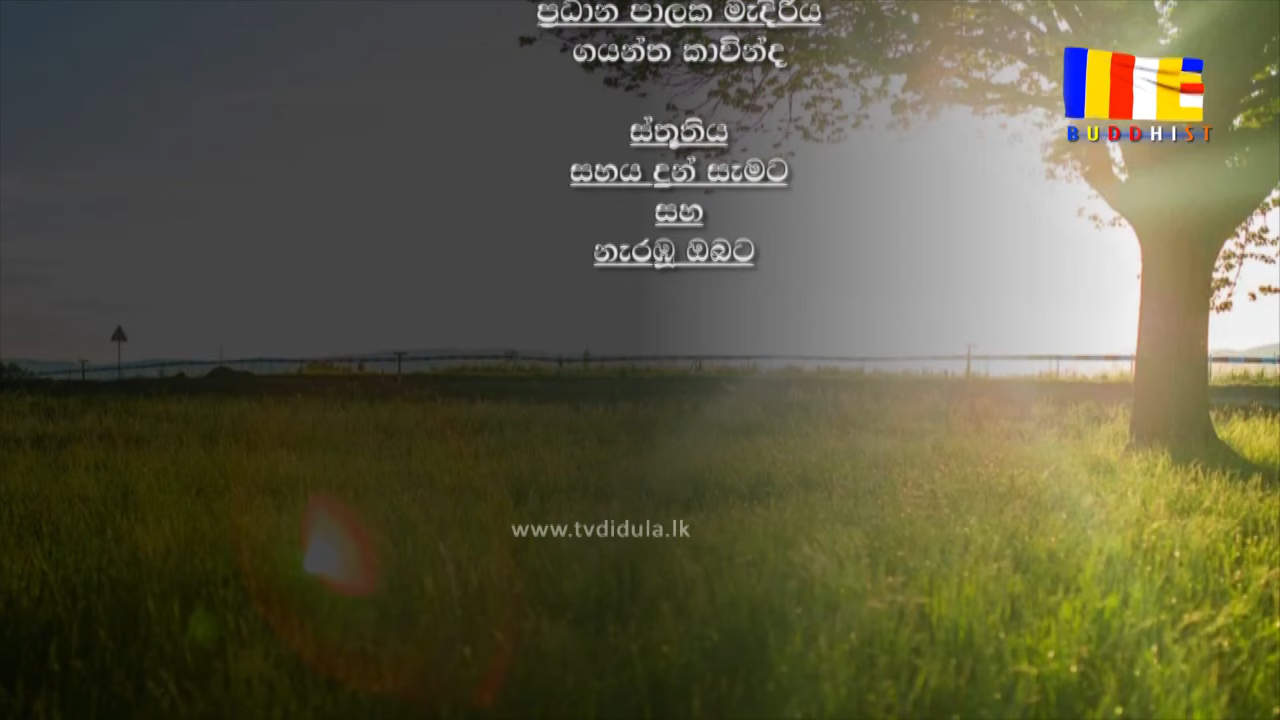 ප්‍රධාන පාලක මැදිරිය
ගයන්ත කාවින්ද
BUDDHIST
ස්තූතිය
සහය දුන් සැමට
සහ
නැරඹූ ඔබට
www.tvdidula.lk